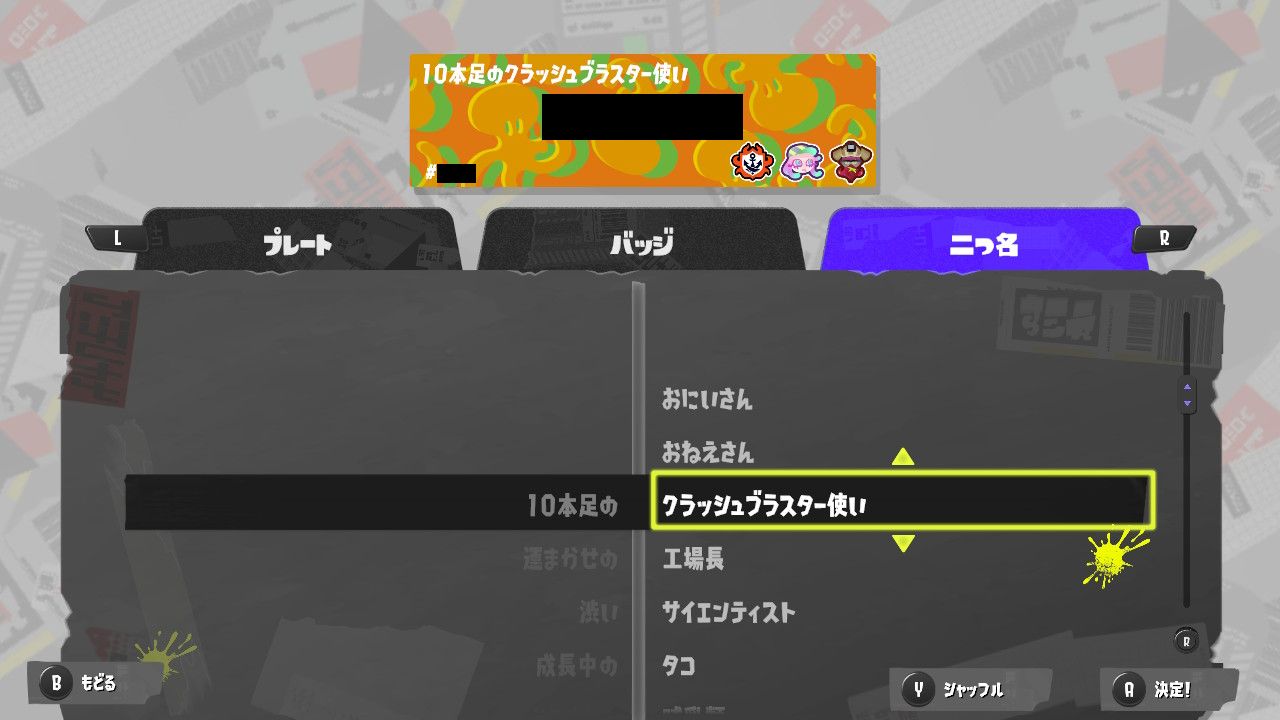 10本足のクラッシュブラスター使い
#
L
プレート
バッジ
二つ名
R
おにいさん
おねえさん
10本足の
クラッシュブラスター使い
運まかせの
工場長
渋い
サイエンティスト
成長中の
タコ
R
B もどる
Y シャッフル
A 決定!